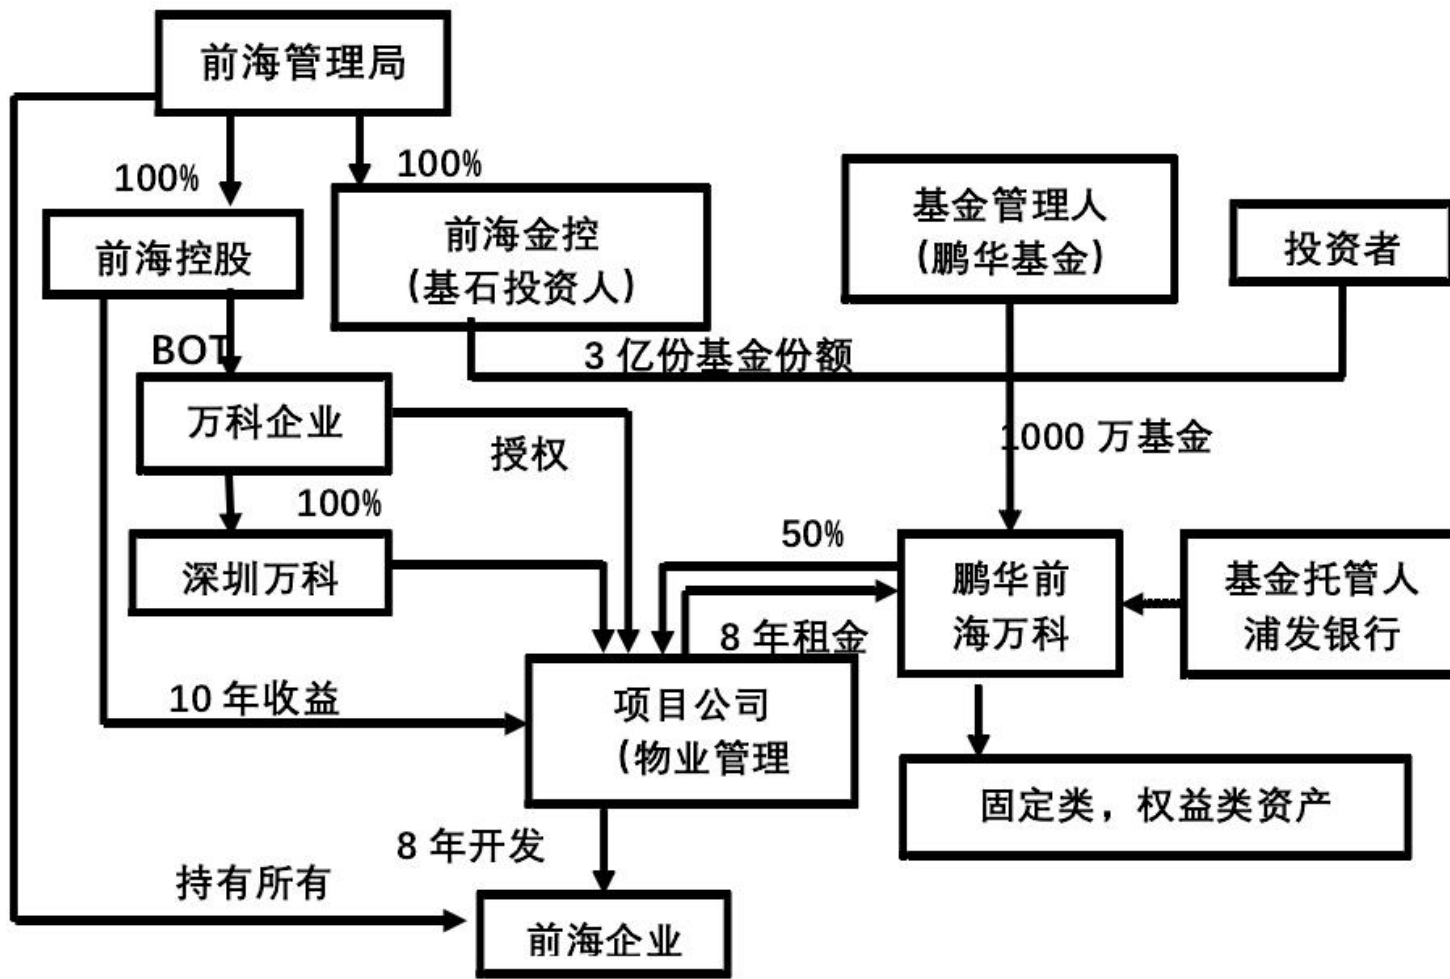 前海管理局
100%
100%
前海控股
前海金控
(基石投资人)
基金管理人
(鹏华基金)
投资者
BOT
3 亿份基金份额
万科企业
授权
1000 万基金
100%
深圳万科
50%
鹏华前
海万科
基金托管人
浦发银行
8 年租金
10 年收益
项目公司
(物业管理
固定类，权益类资产
8 年开发
持有所有
前海企业